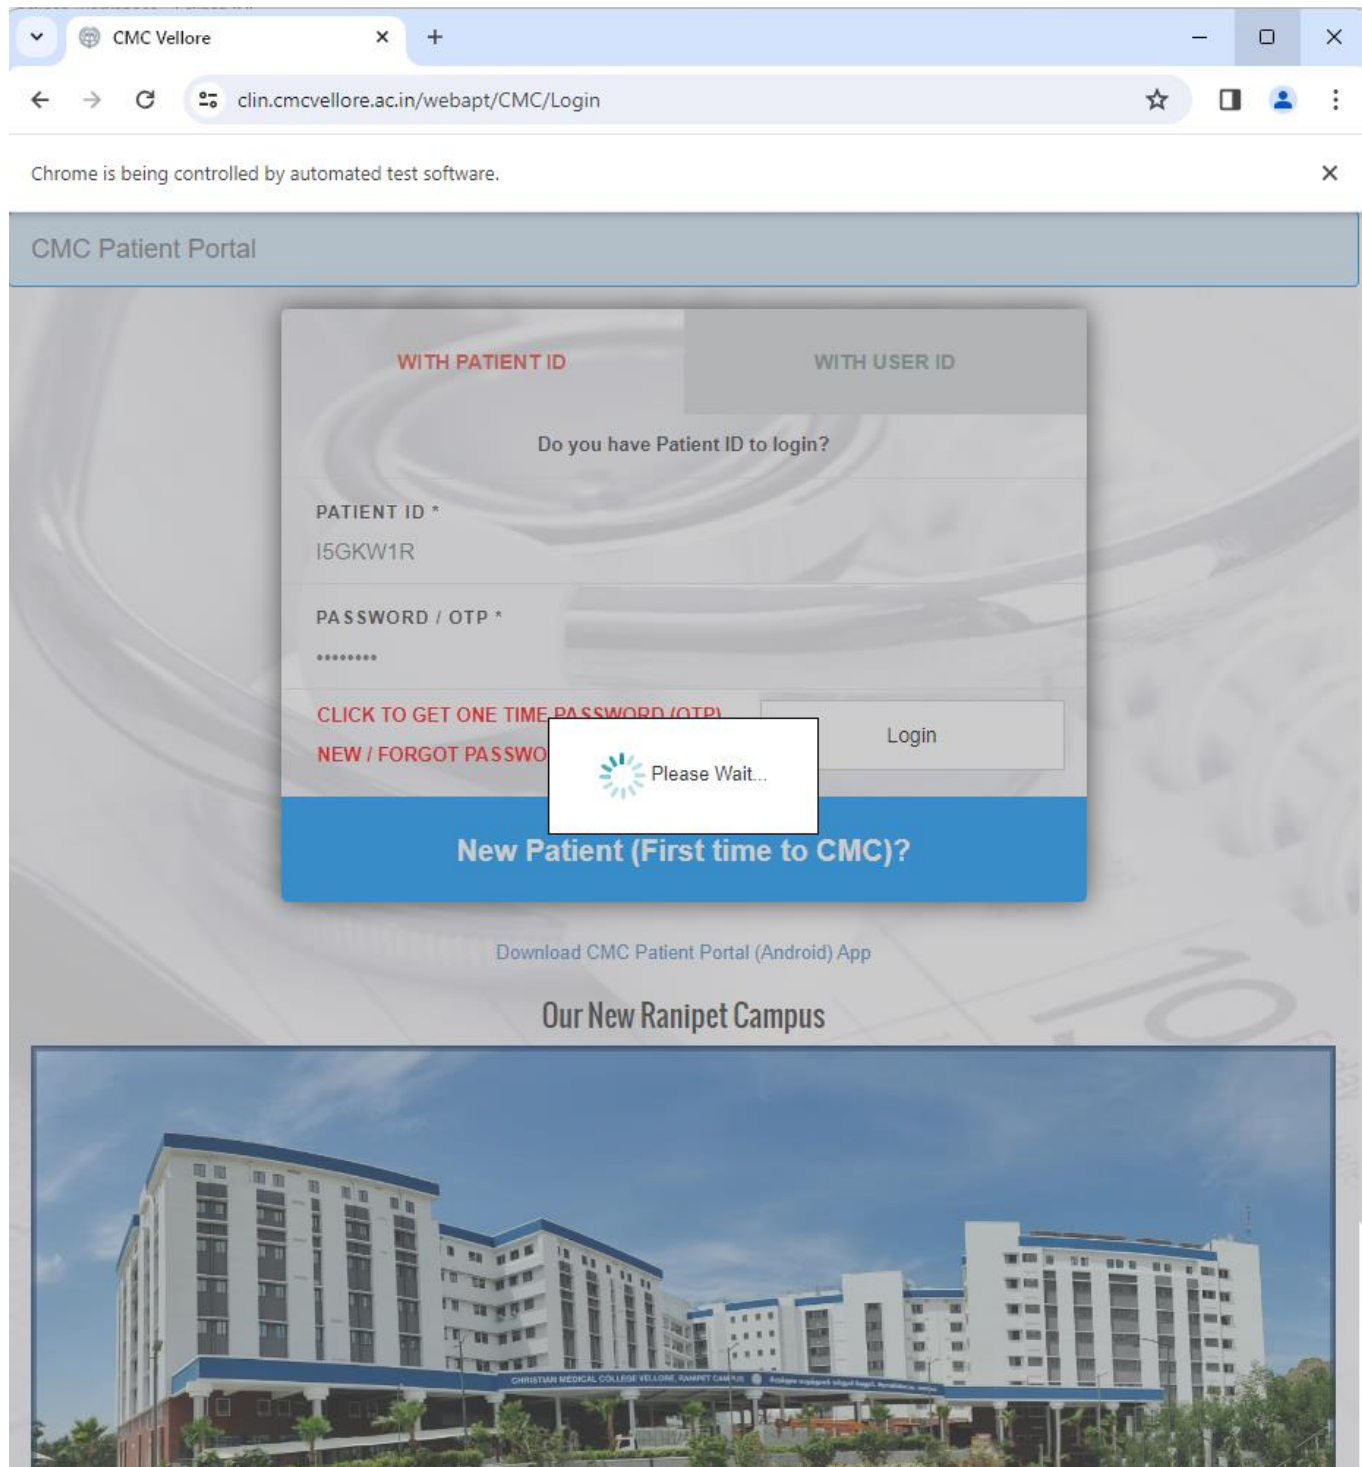 CMC Vellore
clin.cmcvellore.ac.in/webapt/CMC/Login
Chrome is being controlled by automated test software.
CMC Patient Portal
WITH PATIENT ID
WITH USER ID
Do you have Patient ID to login?
PATIENT ID *
I5GKW1R
PASSWORD / OTP *
••••••••
CLICK TO GET ONE TIME PASSWORD (OTP)
NEW / FORGOT PASSWO
Login
Please Wait...
New Patient (First time to CMC)?
Download CMC Patient Portal (Android) App
Our New Ranipet Campus
CHRISTIAN MEDICAL COLLEGE VELLORE, RANIPET CAMPUS